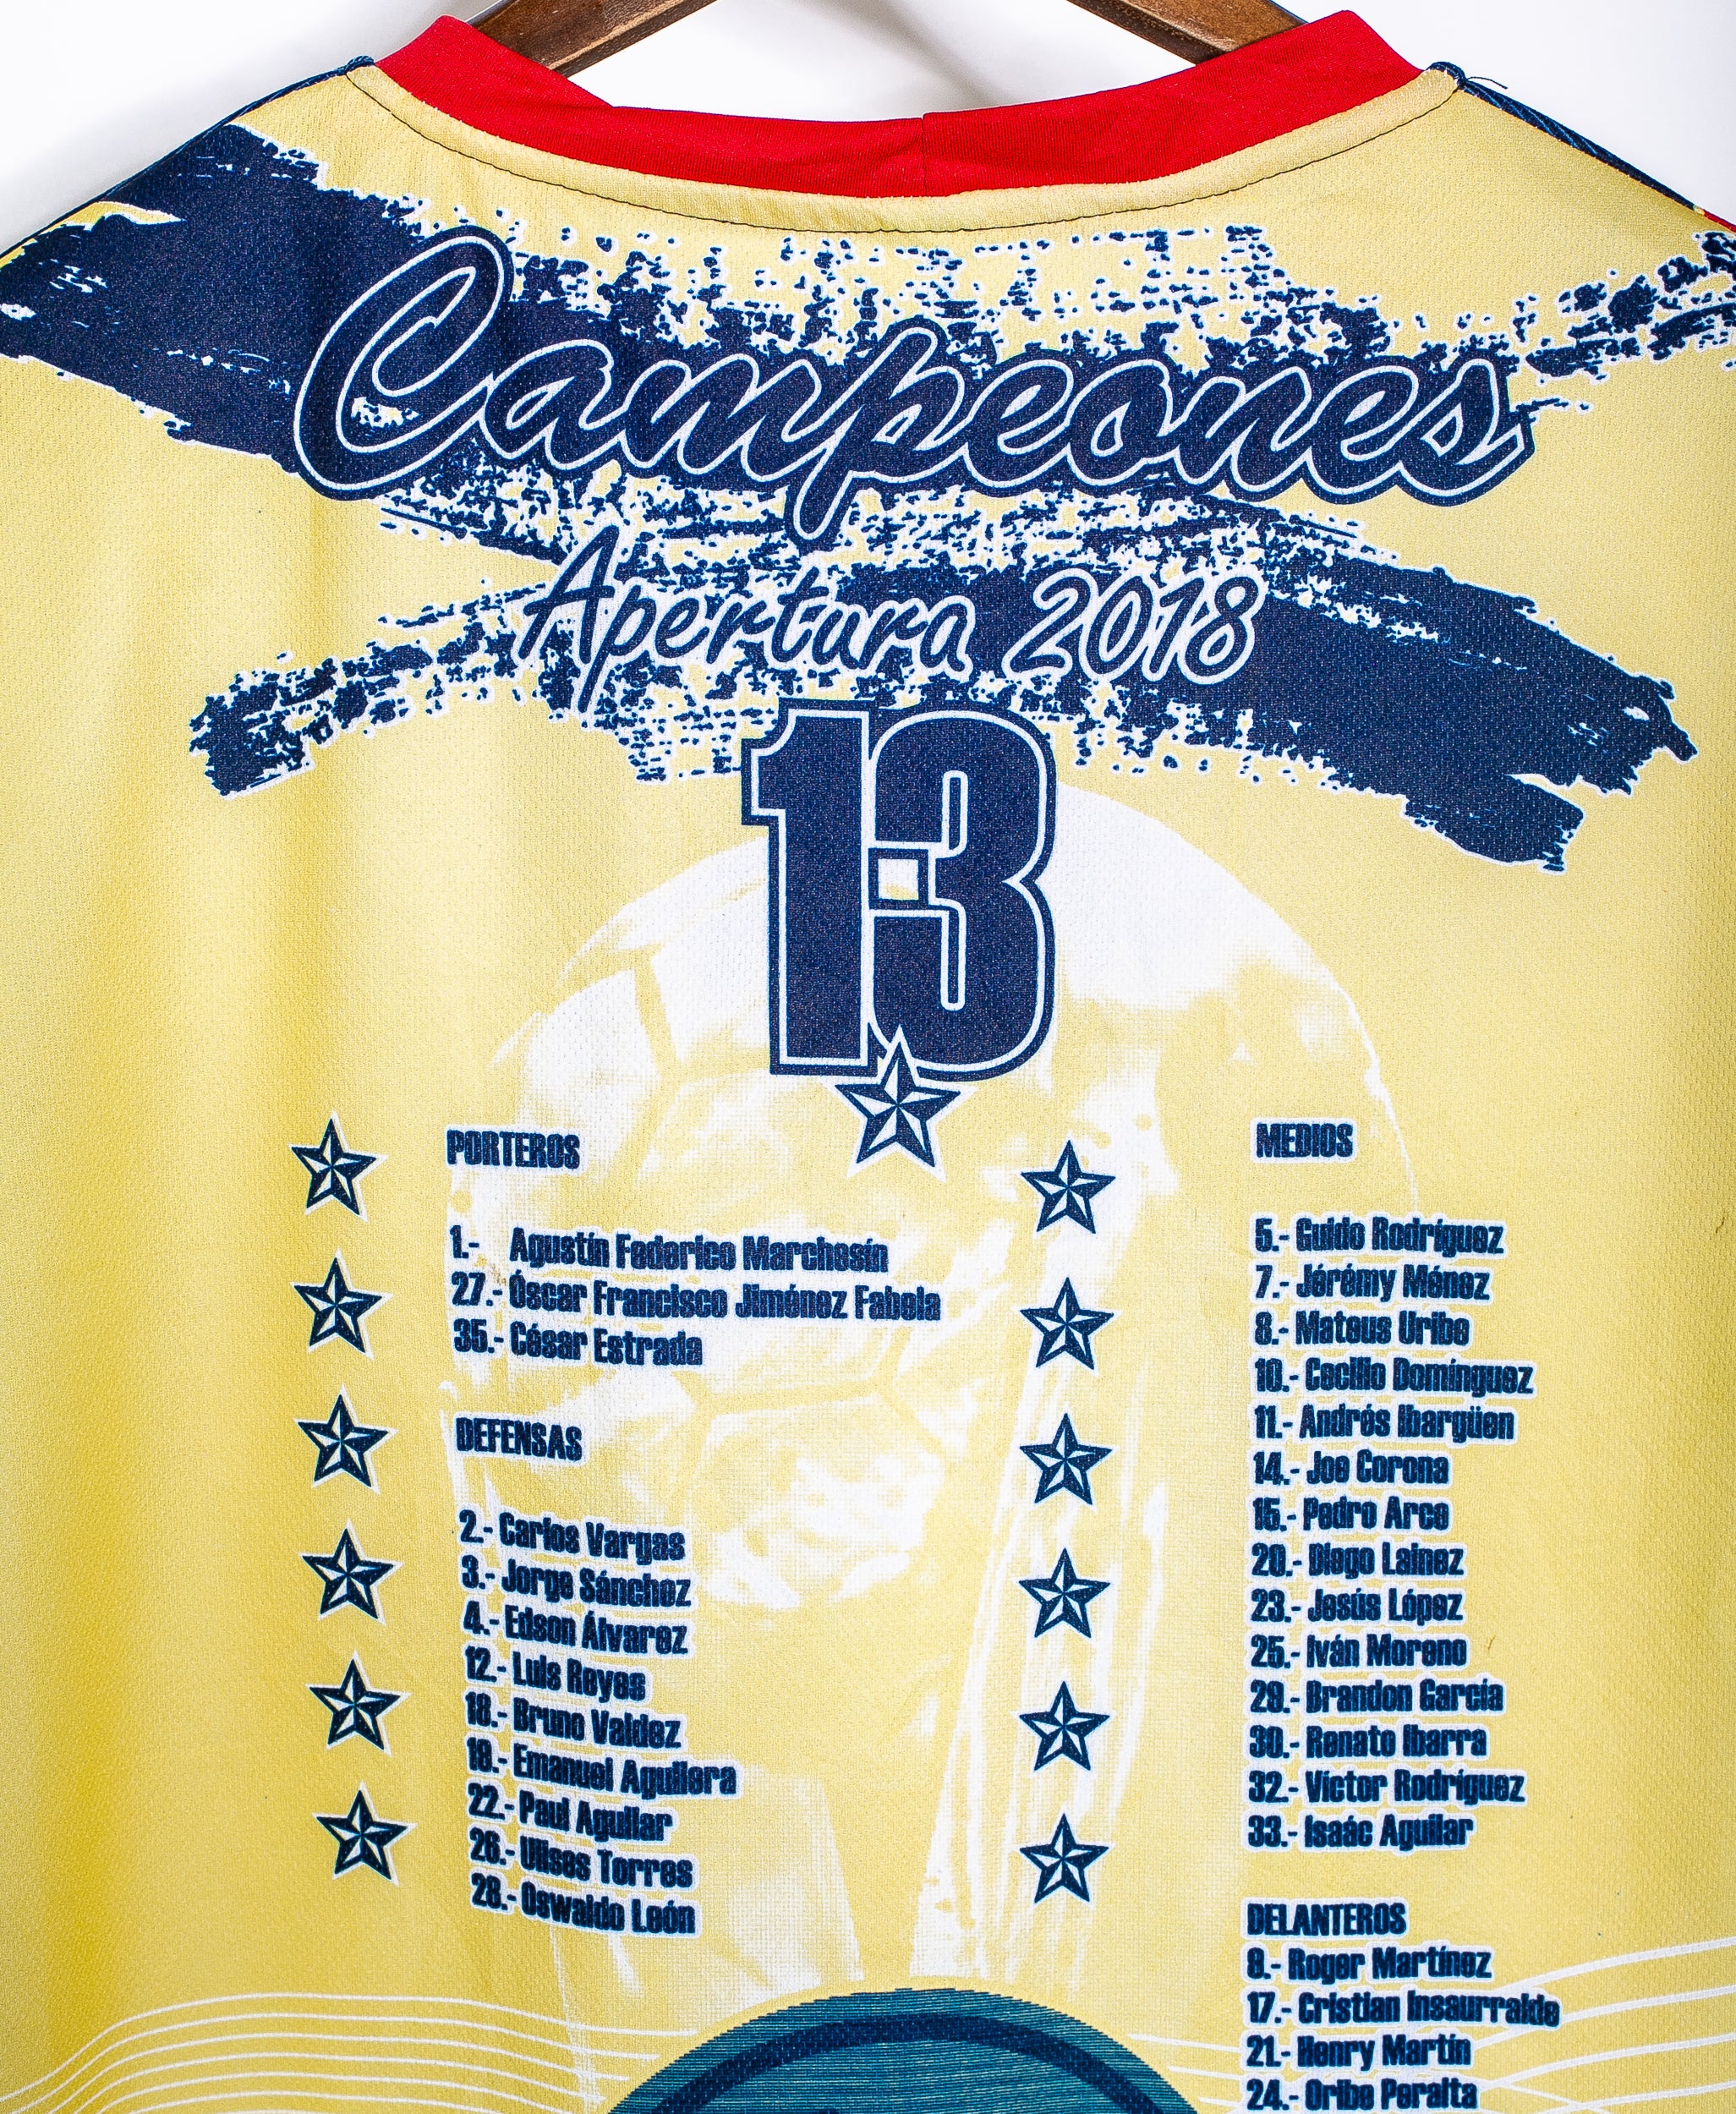 Campeones
Apertura 2018
13
PORTEROS
1.- Agustín Federico Marchesín
27.- Óscar Francisco Jiménez Fabela
35.- César Estrada
DEFENSAS
2.- Carlos Vargas
3.- Jorge Sánchez
4.- Edson Álvarez
12.- Luis Reyes
18.- Bruno Valdez
19.- Emanuel Aguilera
22.- Paul Aguilar
26.- Ulises Torres
28.- Oswaldo León
MEDIOS
5.- Guido Rodríguez
7.- Jérémy Ménez
8.- Mateus Uribe
10.- Cecilio Domínguez
11.- Andrés Ibargüen
14.- Joe Corona
15.- Pedro Arce
20.- Diego Lainez
23.- Jesús López
25.- Iván Moreno
29.- Brandon García
30.- Renato Ibarra
32.- Víctor Rodríguez
33.- Isaác Aguilar
DELANTEROS
9.- Roger Martínez
17.- Cristian Insaurralde
21.- Henry Martín
24.- Oribe Peralta